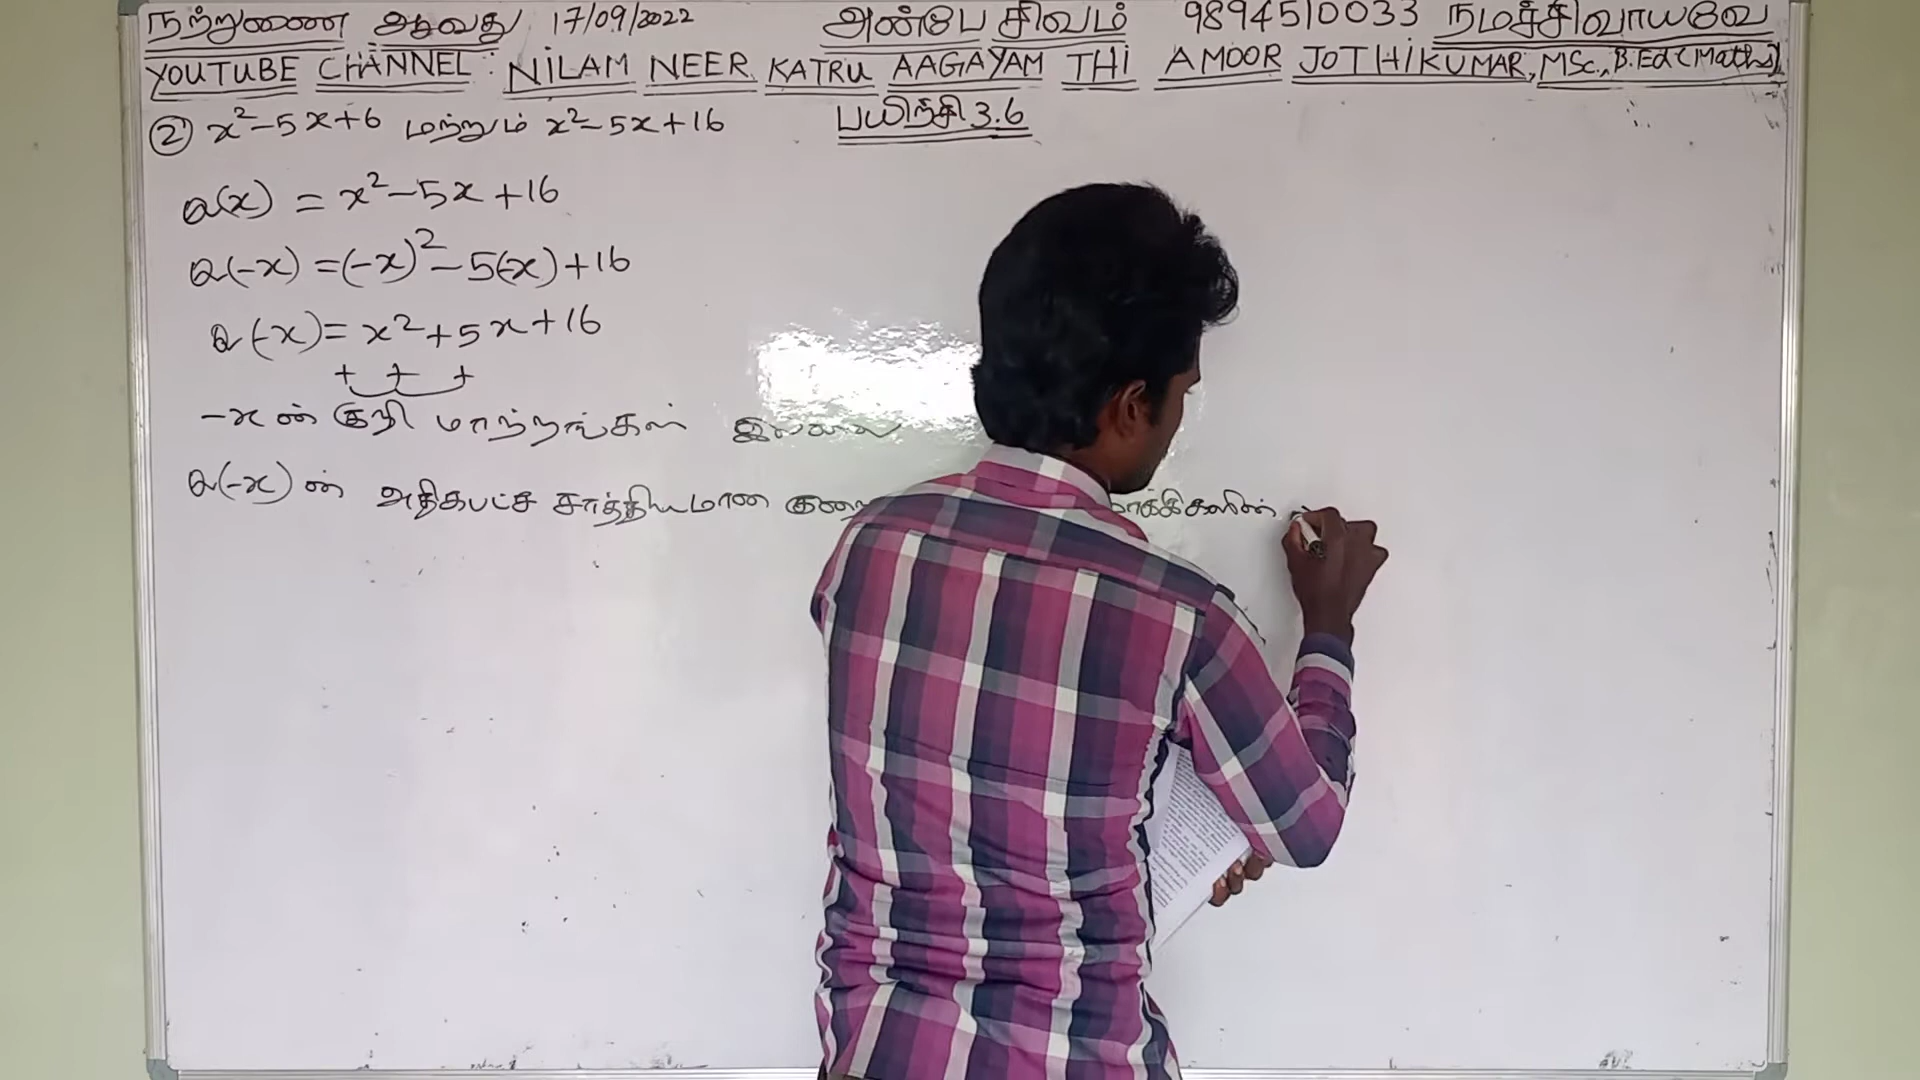 நற்றுணை ஆவது 17/09/2022 அன்பே சிவம் 9894510033 நமச்சிவாயவே
YOUTUBE CHANNEL : NILAM NEER KATRU AAGAYAM THI AMOOR JOTHIKUMAR, MSc., B.Ed (Maths)
② x²-5x+6 மற்றும் x²-5x+16 பயிற்சி 3.6
Q(x) = x²-5x+16
Q(-x) = (-x)²-5(-x)+16
Q(-x) = x²+5x+16
+ + +
-x ன் குறி மாற்றங்கள் இல்லை
Q(-x) ன் அதிகபட்ச சாத்தியமான